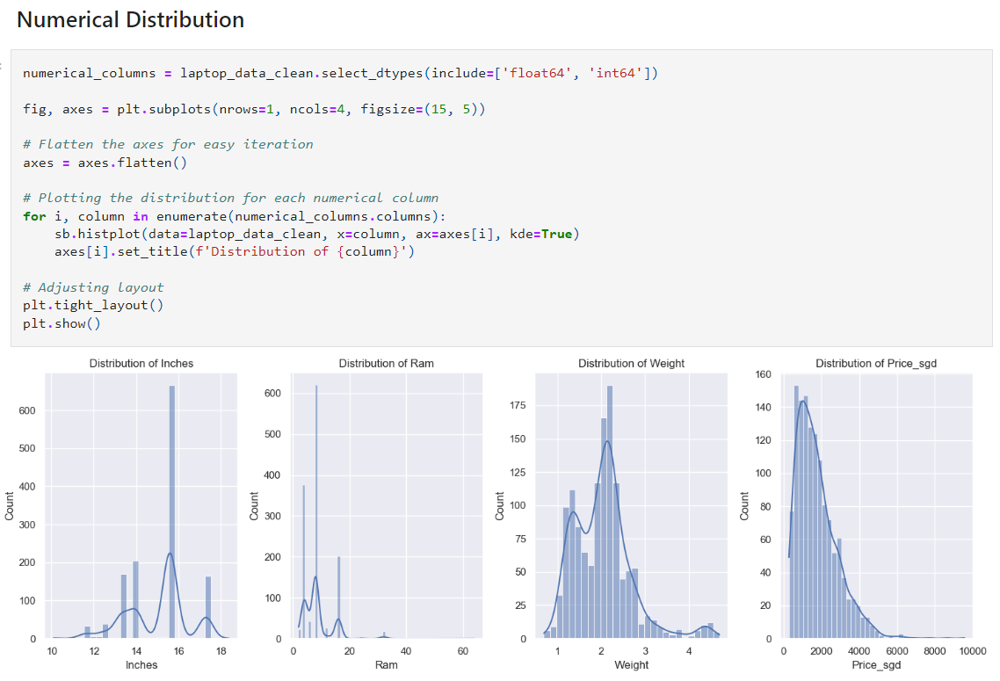 Numerical Distribution
numerical_columns = laptop_data_clean.select_dtypes(include=['float64', 'int64'])
fig, axes = plt.subplots(nrows=1, ncols=4, figsize=(15, 5))
# Flatten the axes for easy iteration
axes = axes.flatten()
# Plotting the distribution for each numerical column
for i, column in enumerate(numerical_columns.columns):
    sb.histplot(data=laptop_data_clean, x=column, ax=axes[i], kde=True)
    axes[i].set_title(f'Distribution of {column}')
# Adjusting layout
plt.tight_layout()
plt.show()
Distribution of Inches
600
500
400
300
200
100
0
Count
10 12 14 16 18
Inches
Distribution of Ram
600
500
400
300
200
100
0
Count
0 20 40 60
Ram
Distribution of Weight
175
150
125
100
75
50
25
0
Count
1 2 3 4
Weight
Distribution of Price_sgd
160
140
120
100
80
60
40
20
0
Count
0 2000 4000 6000 8000 10000
Price_sgd